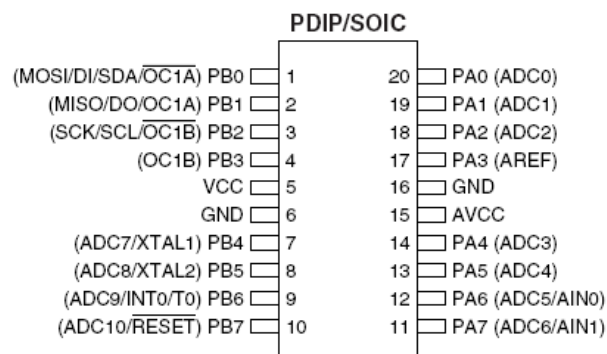 PDIP/SOIC
(MOSI/DI/SDA/OC1A) PB0 1 20 PA0 (ADC0)
(MISO/DO/OC1A) PB1 2 19 PA1 (ADC1)
(SCK/SCL/OC1B) PB2 3 18 PA2 (ADC2)
(OC1B) PB3 4 17 PA3 (AREF)
VCC 5 16 GND
GND 6 15 AVCC
(ADC7/XTAL1) PB4 7 14 PA4 (ADC3)
(ADC8/XTAL2) PB5 8 13 PA5 (ADC4)
(ADC9/INT0/T0) PB6 9 12 PA6 (ADC5/AIN0)
(ADC10/RESET) PB7 10 11 PA7 (ADC6/AIN1)